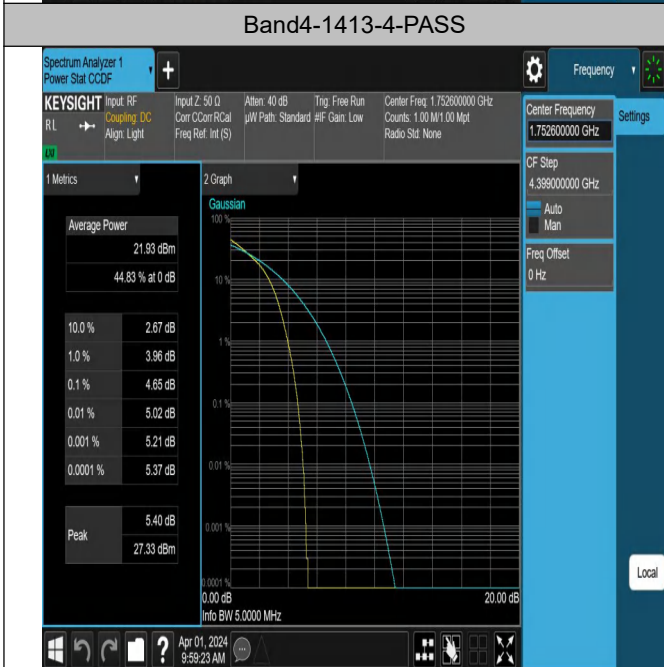 Band4-1413-4-PASS
Spectrum Analyzer 1
Power Stat CCDF
Frequency
KEYSIGHT
RL
LXI
Input: RF
Coupling: DC
Align: Light
Input Z: 50 Ω
Corr CCorr RCal
Freq Ref: Int (S)
Atten: 40 dB
µW Path: Standard
Trig: Free Run
#IF Gain: Low
Center Freq: 1.752600000 GHz
Counts: 1.00 M/1.00 Mpt
Radio Std: None
Center Frequency
1.752600000 GHz
Settings
CF Step
4.399000000 GHz
Auto
Man
Freq Offset
0 Hz
1 Metrics
Average Power
21.93 dBm
44.83 % at 0 dB
10.0 % 2.67 dB
1.0 % 3.96 dB
0.1 % 4.65 dB
0.01 % 5.02 dB
0.001 % 5.21 dB
0.0001 % 5.37 dB
Peak
5.40 dB
27.33 dBm
2 Graph
Gaussian
100 %
10 %
1 %
0.1 %
0.01 %
0.001 %
0.0001 %
0.00 dB 20.00 dB
Info BW 5.0000 MHz
Local
?
Apr 01, 2024
9:59:23 AM